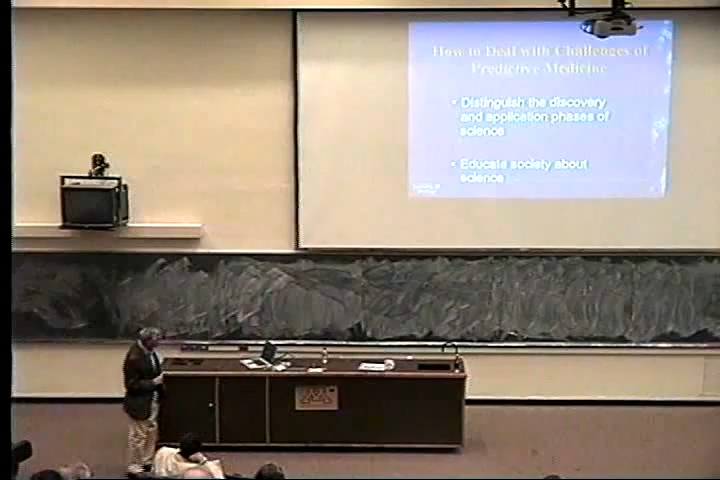 How to Deal with Challenges of
Predictive Medicine
• Distinguish the discovery
and application phases of
science
• Educate society about
science
M